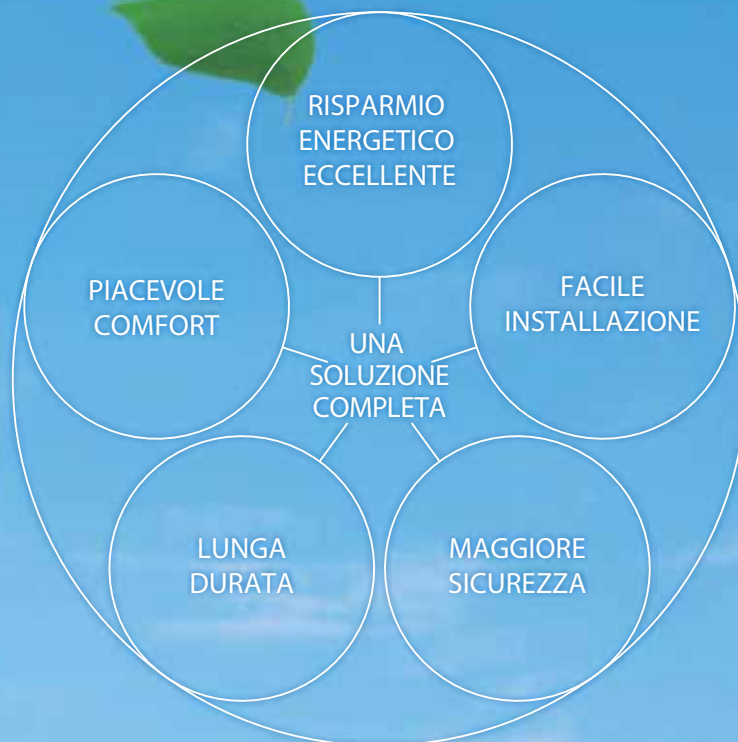 RISPARMIO
ENERGETICO
ECCELLENTE
PIACEVOLE
COMFORT
FACILE
INSTALLAZIONE
UNA
SOLUZIONE
COMPLETA
LUNGA
DURATA
MAGGIORE
SICUREZZA